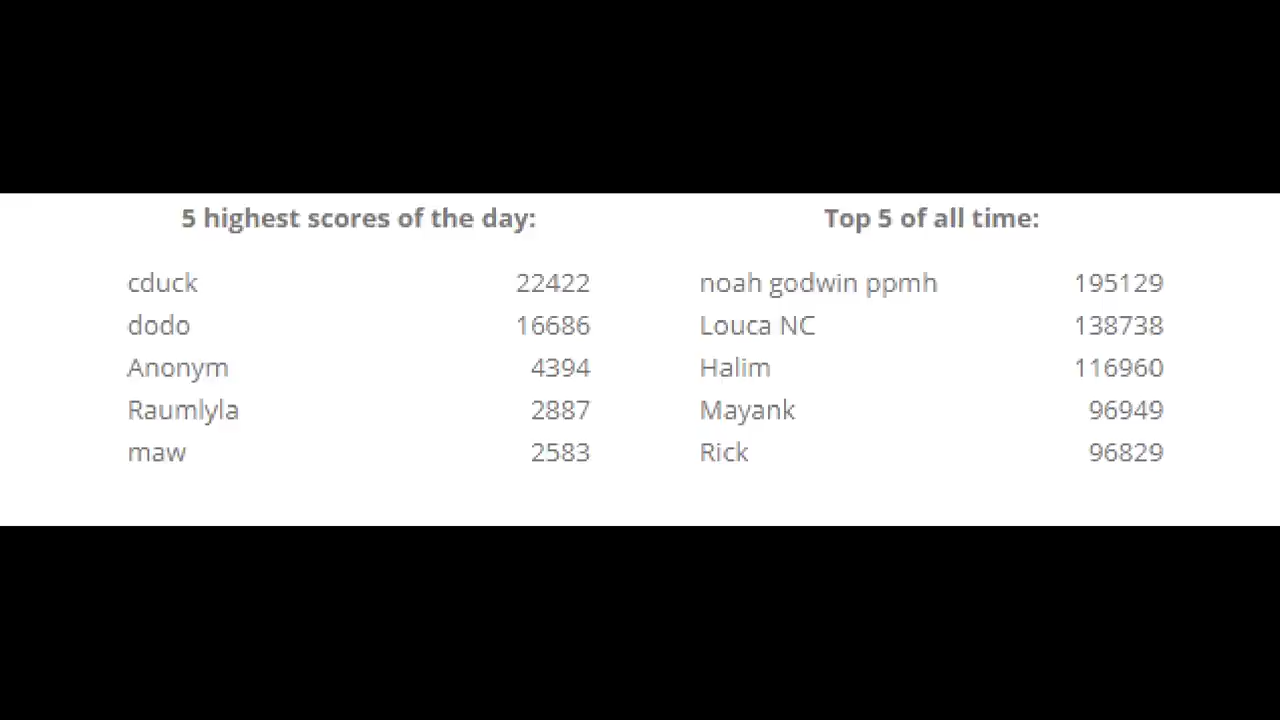 5 highest scores of the day:
cduck 22422
dodo 16686
Anonym 4394
Raumlyla 2887
maw 2583
Top 5 of all time:
noah godwin ppmh 195129
Louca NC 138738
Halim 116960
Mayank 96949
Rick 96829